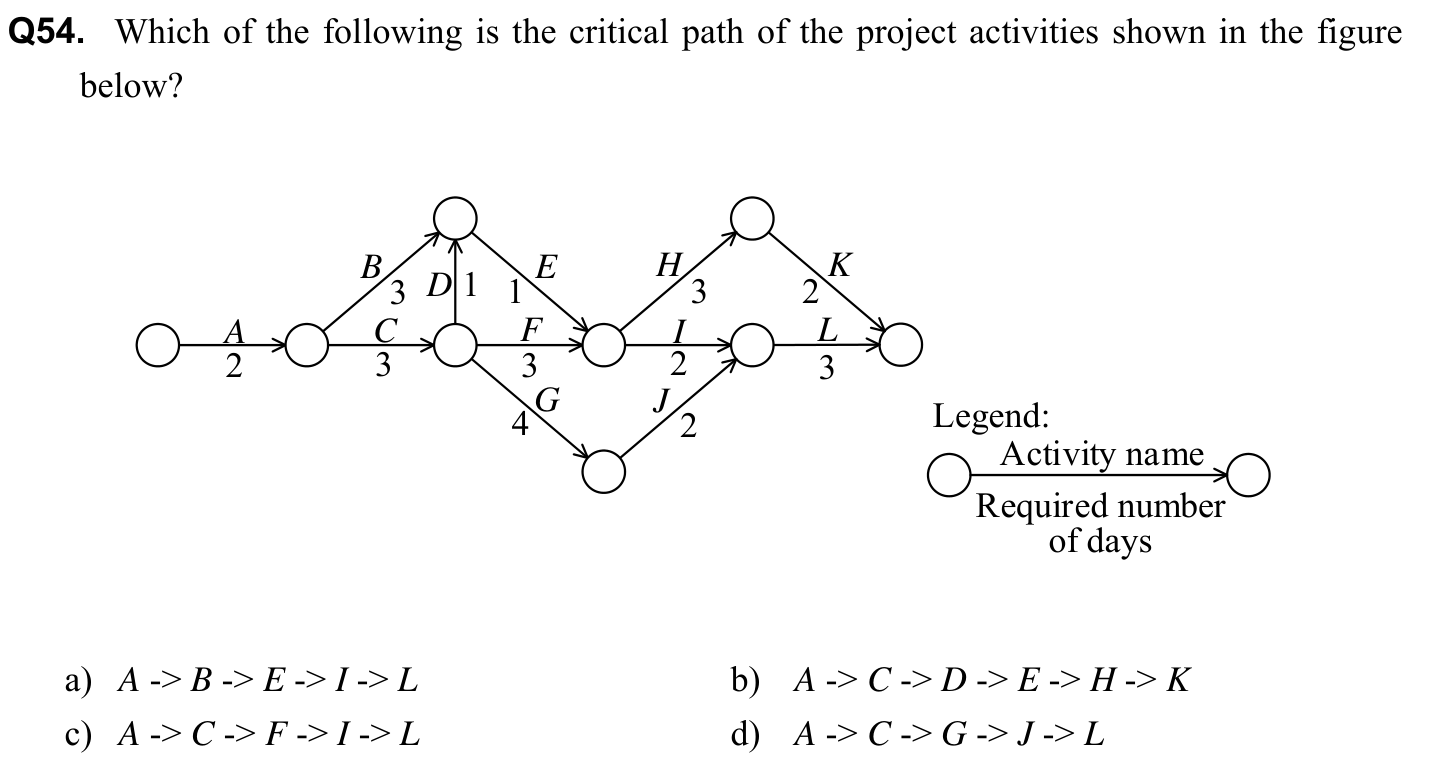 Q54. Which of the following is the critical path of the project activities shown in the figure
below?
B
3
D
1
E
1
H
3
K
2
A
2
C
3
F
3
I
2
L
3
G
4
J
2
Legend:
Activity name
Required number
of days
a) A -> B -> E -> I -> L
b) A -> C -> D -> E -> H -> K
c) A -> C -> F -> I -> L
d) A -> C -> G -> J -> L